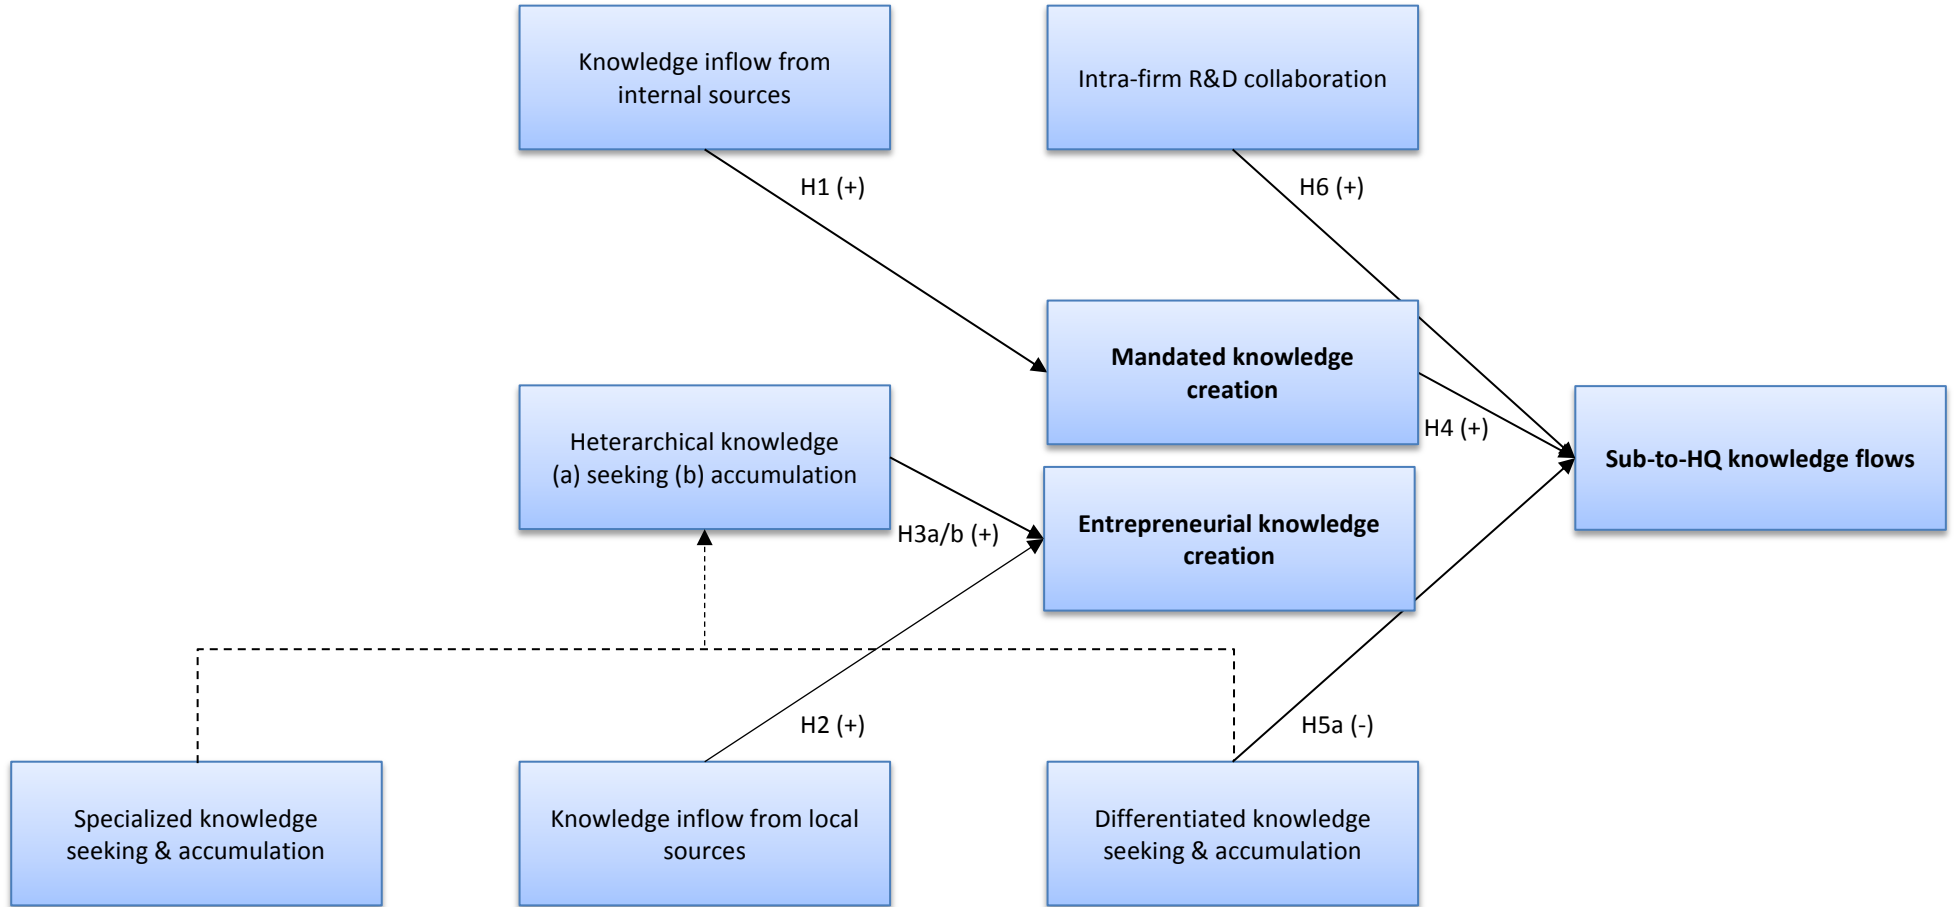 Knowledge inflow from
internal sources
Intra-firm R&D collaboration
H1 (+)
H6 (+)
Mandated knowledge
creation
Heterarchical knowledge
(a) seeking (b) accumulation
H4 (+)
Sub-to-HQ knowledge flows
H3a/b (+)
Entrepreneurial knowledge
creation
H2 (+)
H5a (-)
Specialized knowledge
seeking & accumulation
Knowledge inflow from local
sources
Differentiated knowledge
seeking & accumulation